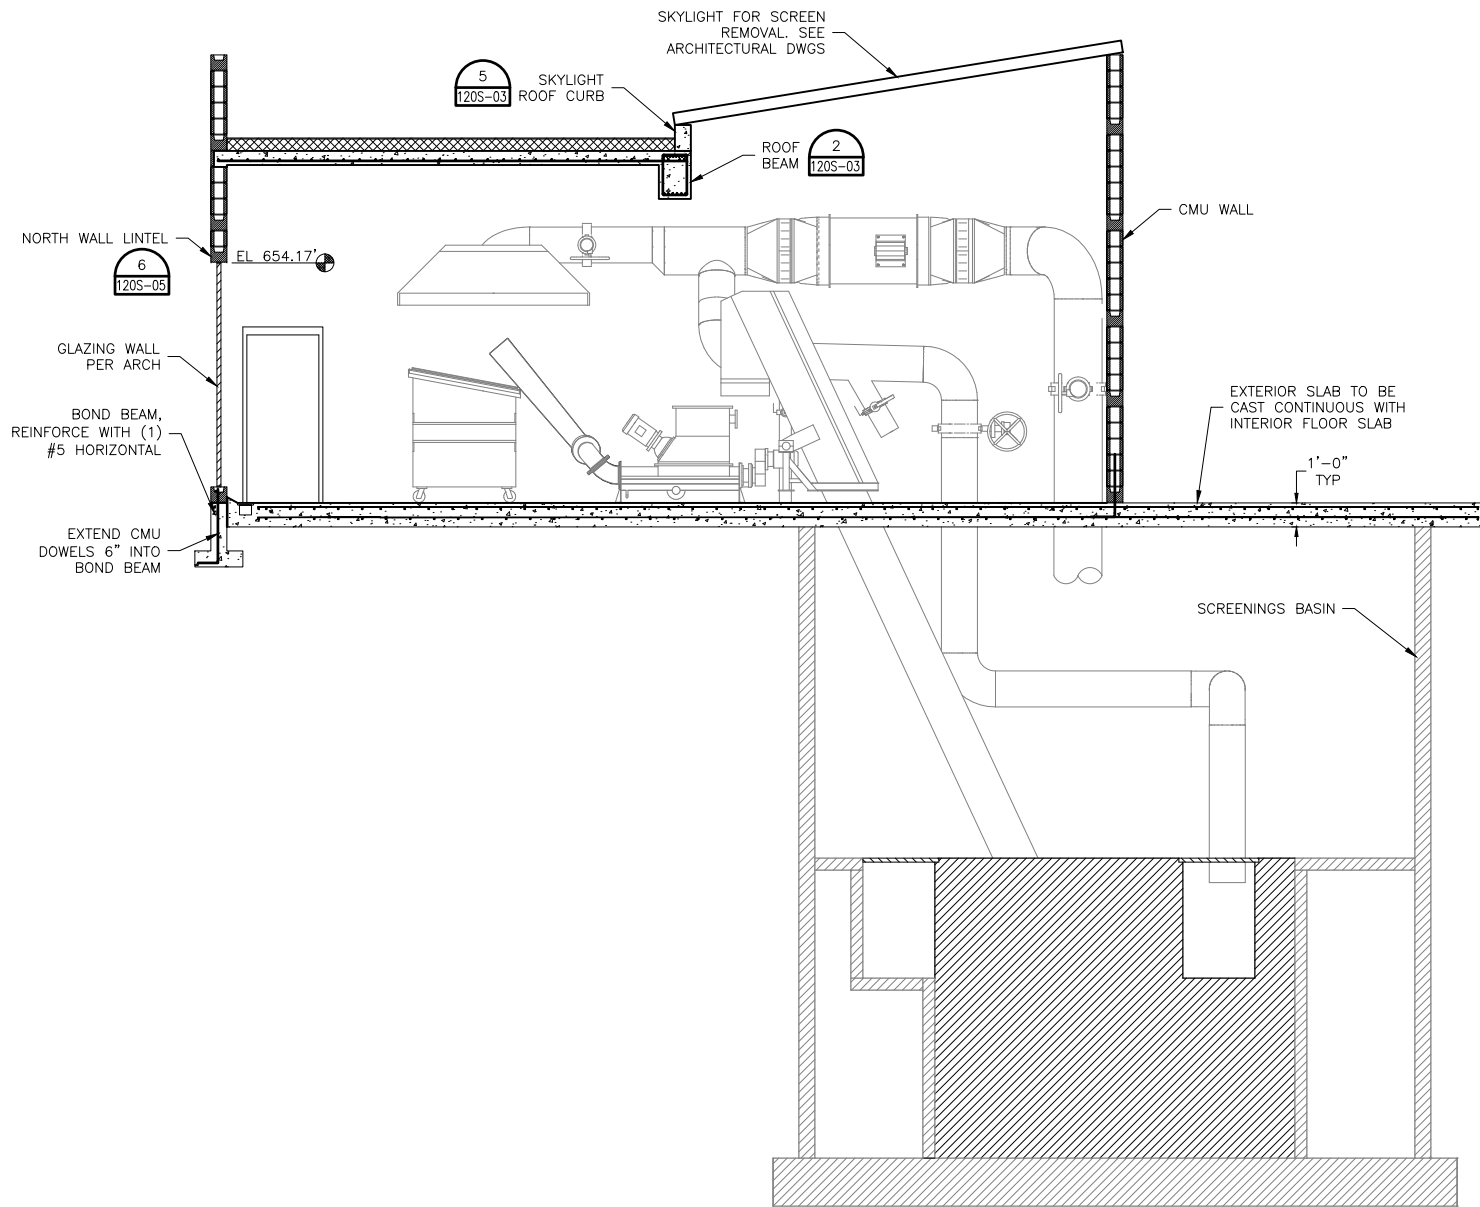 SKYLIGHT FOR SCREEN
REMOVAL. SEE
ARCHITECTURAL DWGS
5
120S-03
SKYLIGHT
ROOF CURB
ROOF
BEAM
2
120S-03
CMU WALL
NORTH WALL LINTEL
6
120S-05
EL 654.17'
GLAZING WALL
PER ARCH
BOND BEAM,
REINFORCE WITH (1)
#5 HORIZONTAL
EXTERIOR SLAB TO BE
CAST CONTINUOUS WITH
INTERIOR FLOOR SLAB
1'-0"
TYP
EXTEND CMU
DOWELS 6" INTO
BOND BEAM
SCREENINGS BASIN